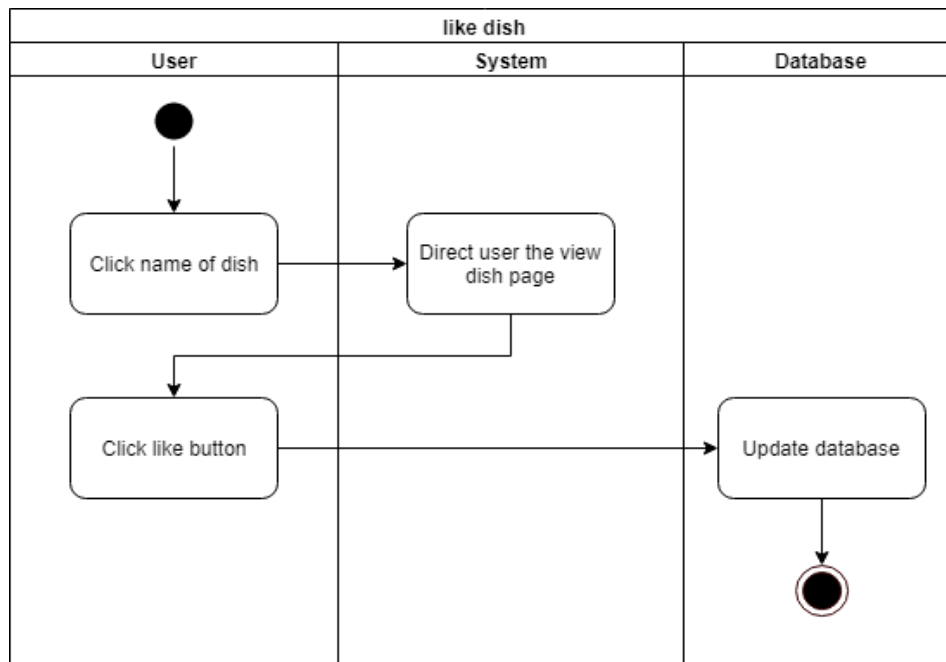 like dish
User
System
Database
Click name of dish
Direct user the view
dish page
Click like button
Update database